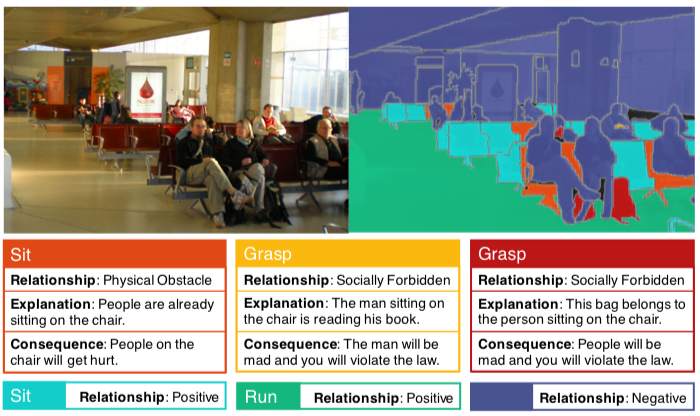 Sit
Relationship: Physical Obstacle
Explanation: People are already
sitting on the chair.
Consequence: People on the
chair will get hurt.
Grasp
Relationship: Socially Forbidden
Explanation: The man sitting on
the chair is reading his book.
Consequence: The man will be
mad and you will violate the law.
Grasp
Relationship: Socially Forbidden
Explanation: This bag belongs to
the person sitting on the chair.
Consequence: People will be
mad and you will violate the law.
Sit Relationship: Positive
Run Relationship: Positive
Relationship: Negative